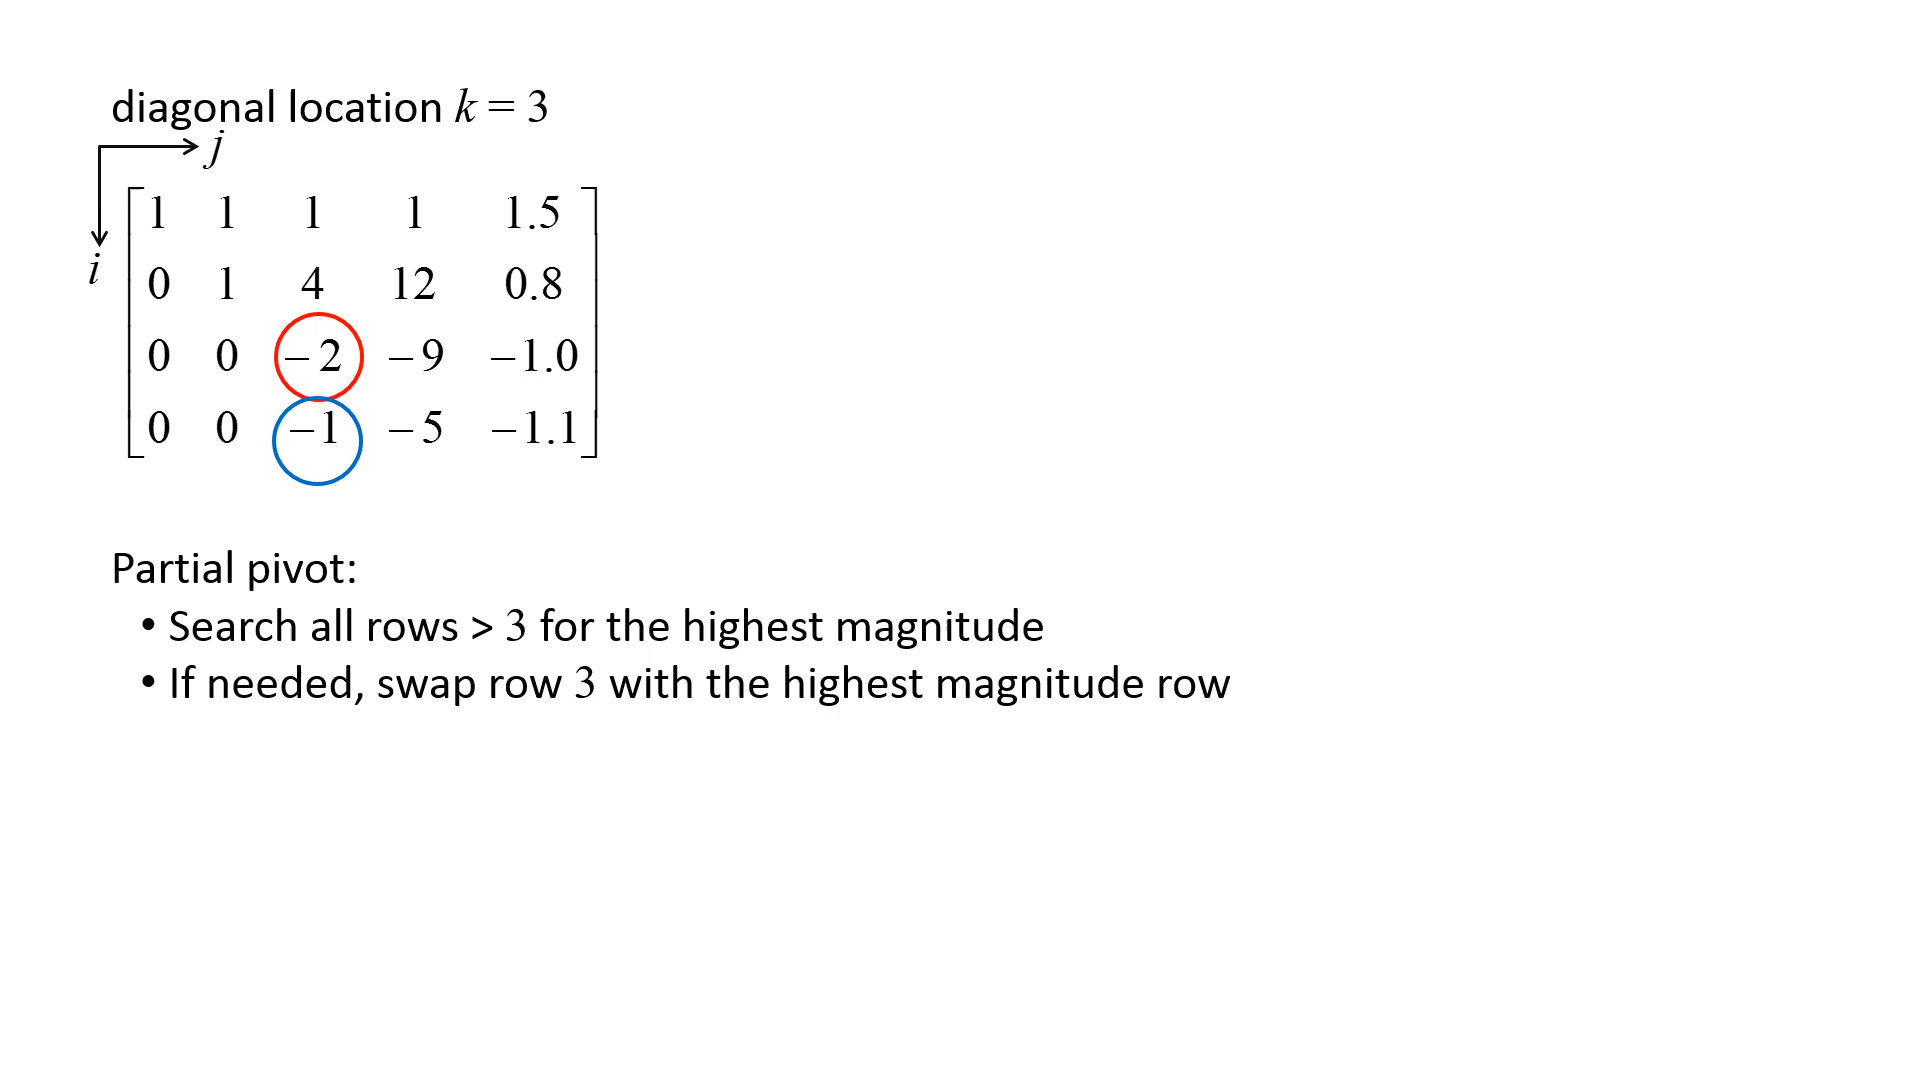 diagonal location k = 3
j
i
1 1 1 1 1.5
0 1 4 12 0.8
0 0 −2 −9 −1.0
0 0 −1 −5 −1.1
Partial pivot:
• Search all rows > 3 for the highest magnitude
• If needed, swap row 3 with the highest magnitude row